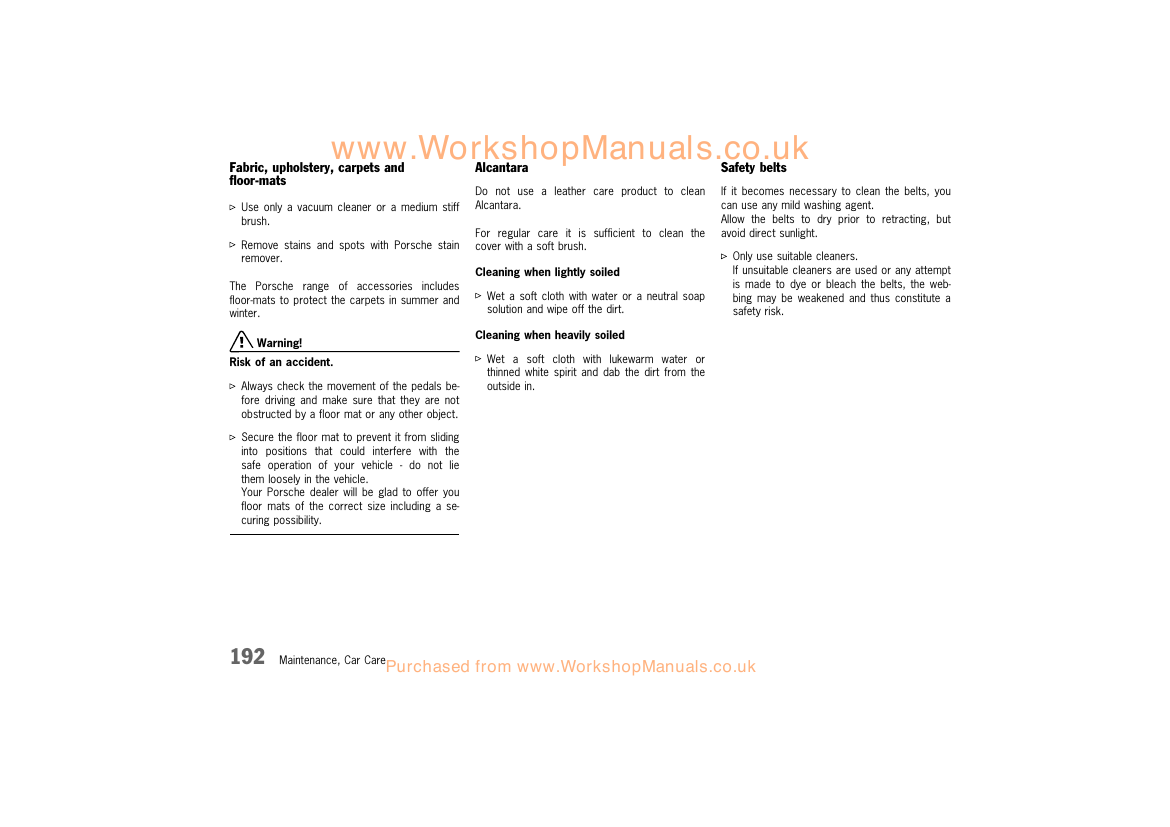 www.WorkshopManuals.co.uk
Fabric, upholstery, carpets and
floor-mats
▷ Use only a vacuum cleaner or a medium stiff
brush.
▷ Remove stains and spots with Porsche stain
remover.
The Porsche range of accessories includes
floor-mats to protect the carpets in summer and
winter.
Warning!
Risk of an accident.
▷ Always check the movement of the pedals be-
fore driving and make sure that they are not
obstructed by a floor mat or any other object.
▷ Secure the floor mat to prevent it from sliding
into positions that could interfere with the
safe operation of your vehicle - do not lie
them loosely in the vehicle.
Your Porsche dealer will be glad to offer you
floor mats of the correct size including a se-
curing possibility.
Alcantara
Do not use a leather care product to clean
Alcantara.
For regular care it is sufficient to clean the
cover with a soft brush.
Cleaning when lightly soiled
▷ Wet a soft cloth with water or a neutral soap
solution and wipe off the dirt.
Cleaning when heavily soiled
▷ Wet a soft cloth with lukewarm water or
thinned white spirit and dab the dirt from the
outside in.
Safety belts
If it becomes necessary to clean the belts, you
can use any mild washing agent.
Allow the belts to dry prior to retracting, but
avoid direct sunlight.
▷ Only use suitable cleaners.
If unsuitable cleaners are used or any attempt
is made to dye or bleach the belts, the web-
bing may be weakened and thus constitute a
safety risk.
192 Maintenance, Car Care
Purchased from www.WorkshopManuals.co.uk